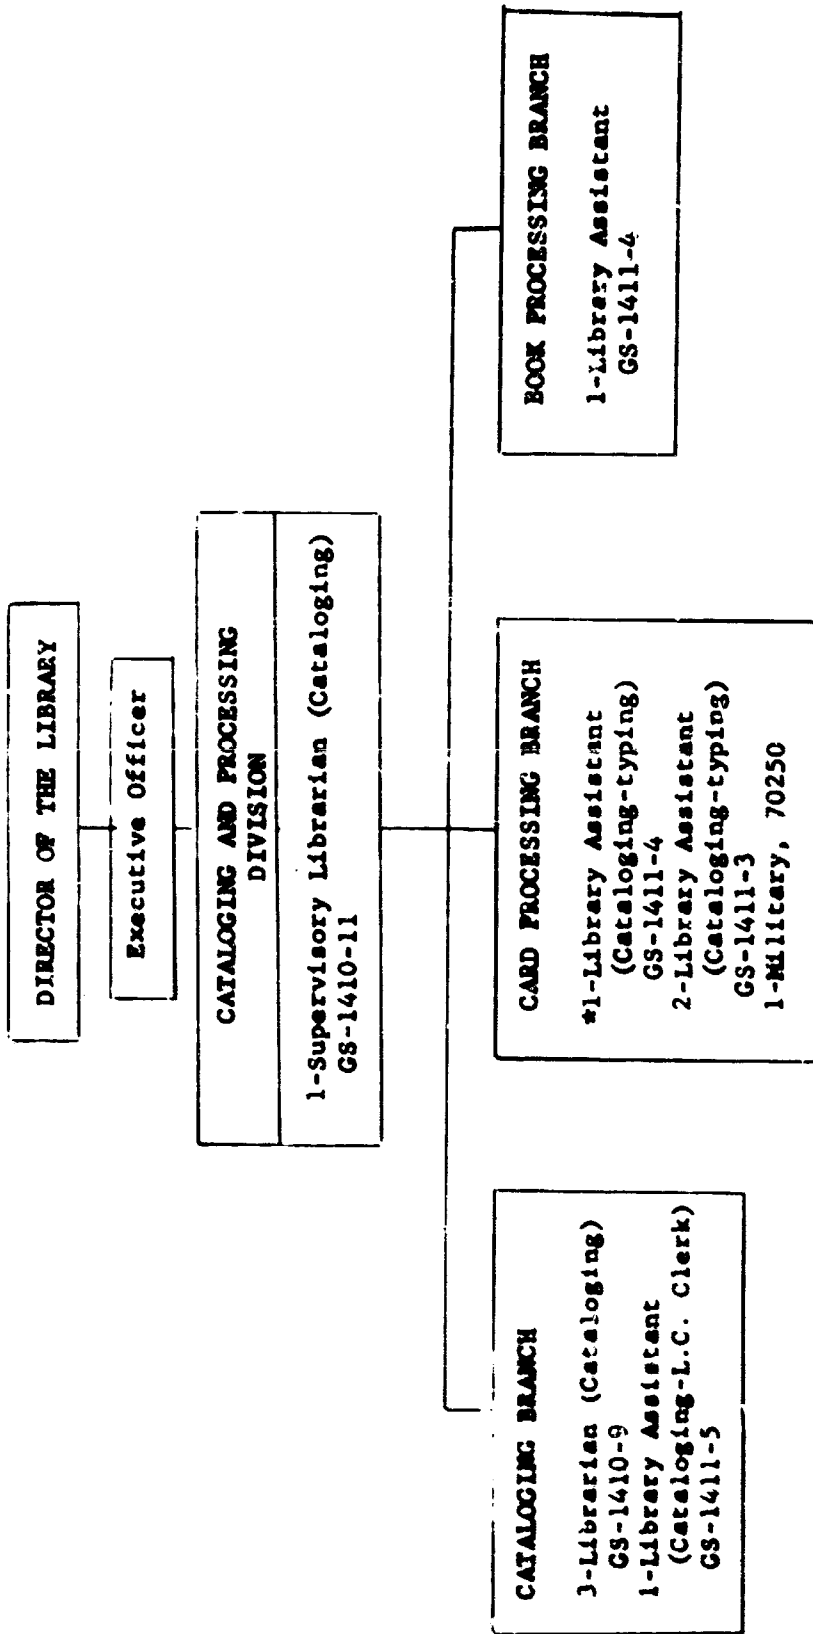 DIRECTOR OF THE LIBRARY
Executive Officer
CATALOGING AND PROCESSING
DIVISION
1-Supervisory Librarian (Cataloging)
GS-1410-11
CATALOGING BRANCH
3-Librarian (Cataloging)
GS-1410-9
1-Library Assistant
(Cataloging-L.C. Clerk)
GS-1411-5
CARD PROCESSING BRANCH
*1-Library Assistant
(Cataloging-typing)
GS-1411-4
2-Library Assistant
(Cataloging-typing)
GS-1411-3
1-Military, 70250
BOOK PROCESSING BRANCH
1-Library Assistant
GS-1411-4